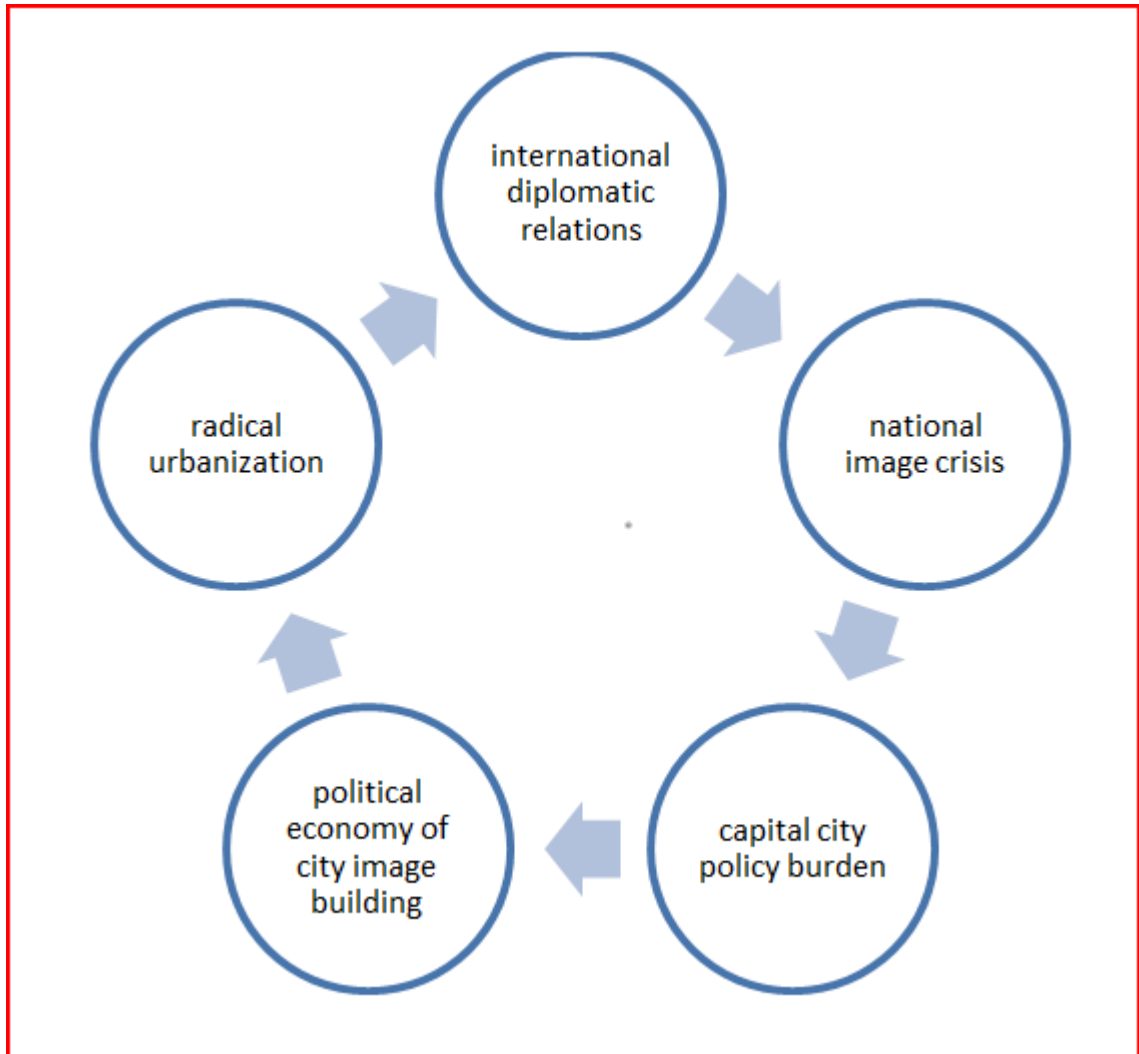 international
diplomatic
relations
national
image crisis
capital city
policy burden
political
economy of
city image
building
radical
urbanization